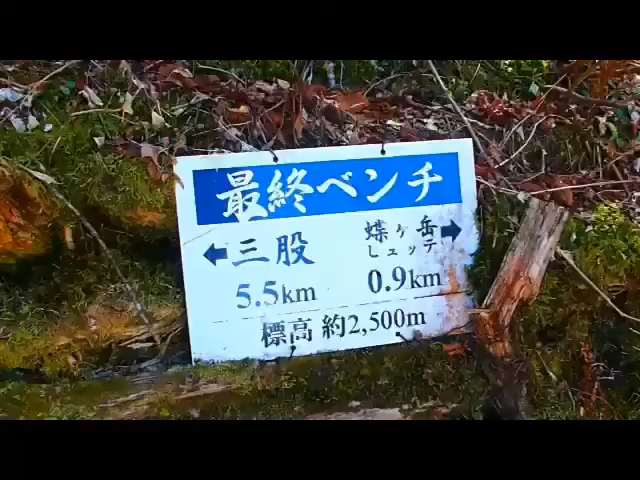 最終ベンチ
←三股 蝶ヶ岳→
ヒュッテ
5.5km 0.9km
標高 約2,500m